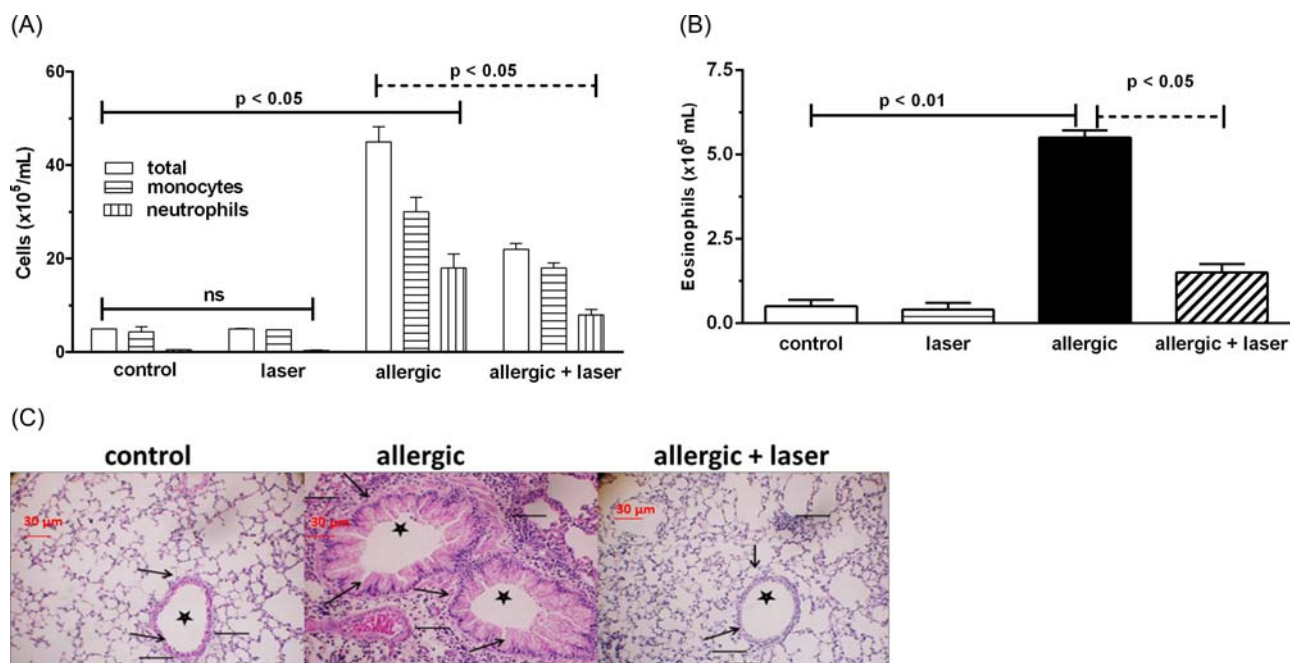 (A)
60
40
20
0
Cells (x10⁵/mL)
p < 0.05
p < 0.05
total
monocytes
neutrophils
ns
control laser allergic allergic + laser
(B)
7.5
5.0
2.5
0.0
Eosinophils (x10⁵ mL)
p < 0.01
p < 0.05
control laser allergic allergic + laser
(C)
control allergic allergic + laser
30 µm 30 µm 30 µm